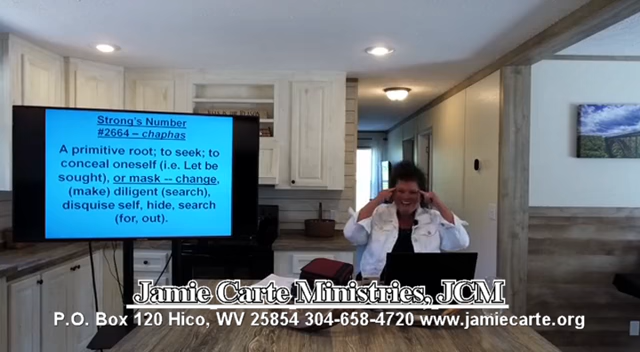 Strong's Number
#2664 – chaphas
A primitive root; to seek; to
conceal oneself (i.e. Let be
sought), or mask -- change,
(make) diligent (search),
disquise self, hide, search
(for, out).
Jamie Carte Ministries, JCM
P.O. Box 120 Hico, WV 25854 304-658-4720 www.jamiecarte.org